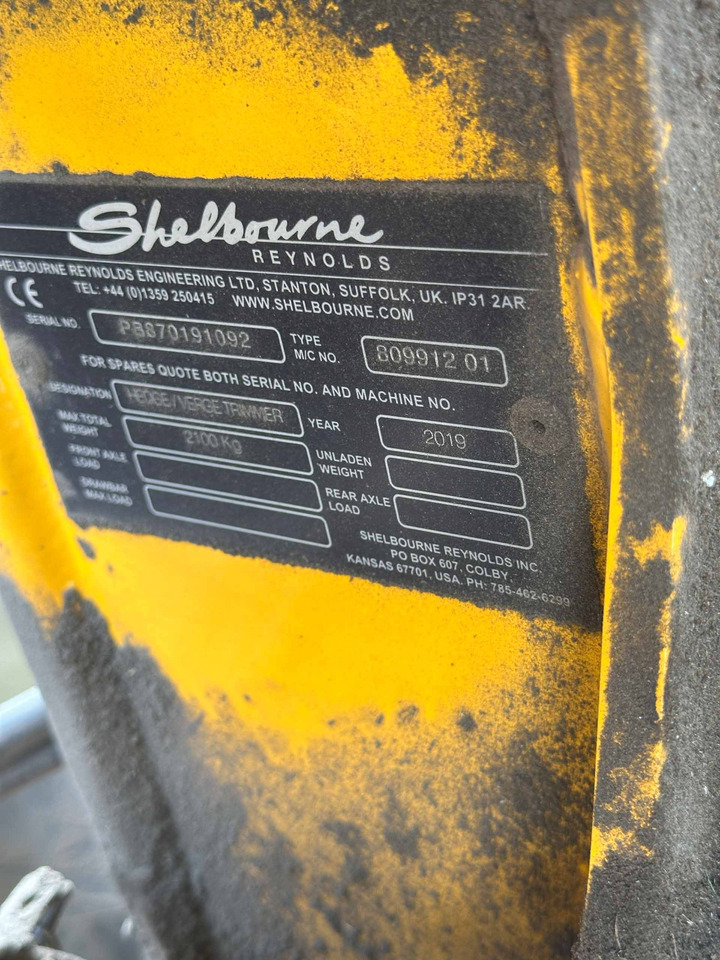 Shelbourne
REYNOLDS
SHELBOURNE REYNOLDS ENGINEERING LTD, STANTON, SUFFOLK, UK. IP31 2AR.
CE TEL: +44 (0)1359 250415 WWW.SHELBOURNE.COM
SERIAL NO. PB870191092 TYPE M/C NO. 809912 01
FOR SPARES QUOTE BOTH SERIAL NO. AND MACHINE NO.
DESIGNATION HEDGE / VERGE TRIMMER YEAR 2019
MAX TOTAL WEIGHT 2100 Kg UNLADEN WEIGHT
FRONT AXLE LOAD REAR AXLE LOAD
DRAWBAR MAX LOAD
SHELBOURNE REYNOLDS INC.
PO BOX 607, COLBY
KANSAS 67701, USA. PH: 785-462-6299